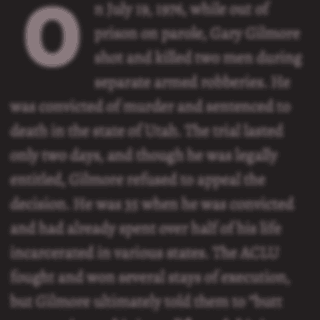 On July 19, 1976, while out of
prison on parole, Gary Gilmore
shot and killed two men during
separate armed robberies. He
was convicted of murder and sentenced to
death in the state of Utah. The trial lasted
only two days, and though he was legally
entitled, Gilmore refused to appeal the
decision. He was 35 when he was convicted
and had already spent over half of his life
incarcerated in various states. The ACLU
fought and won several stays of execution,
but Gilmore ultimately told them to "butt